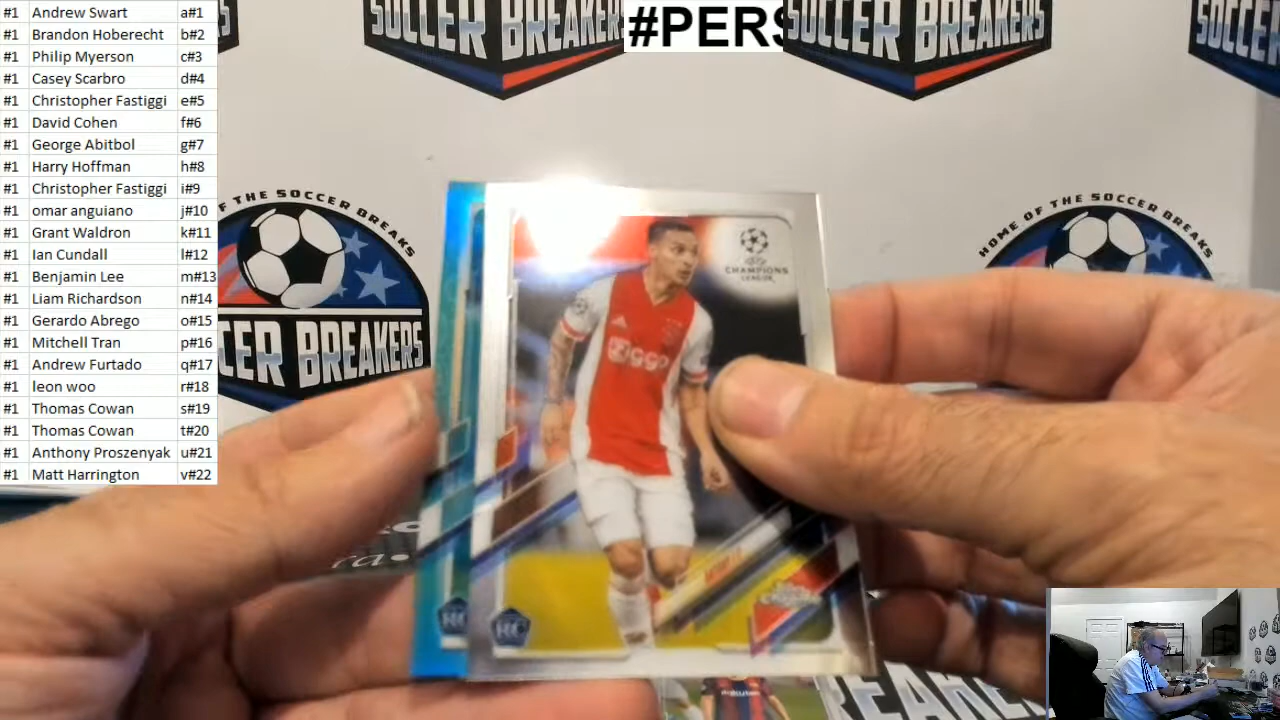 #1 Andrew Swart a#1
#1 Brandon Hoberecht b#2
#1 Philip Myerson c#3
#1 Casey Scarbro d#4
#1 Christopher Fastiggi e#5
#1 David Cohen f#6
#1 George Abitbol g#7
#1 Harry Hoffman h#8
#1 Christopher Fastiggi i#9
#1 omar anguiano j#10
#1 Grant Waldron k#11
#1 Ian Cundall l#12
#1 Benjamin Lee m#13
#1 Liam Richardson n#14
#1 Gerardo Abrego o#15
#1 Mitchell Tran p#16
#1 Andrew Furtado q#17
#1 leon woo r#18
#1 Thomas Cowan s#19
#1 Thomas Cowan t#20
#1 Anthony Proszenyak u#21
#1 Matt Harrington v#22
SOCCER BREAKERS
#PERS
SOCCER BREAKERS
SOCCER
OF THE SOCCER BREAKS
CER BREAKERS
HOME OF THE SOCCER BREAKS
CHAMPIONS
LEAGUE
Ziggo
RC
RC
CHROME
Rakuten
REAKERS